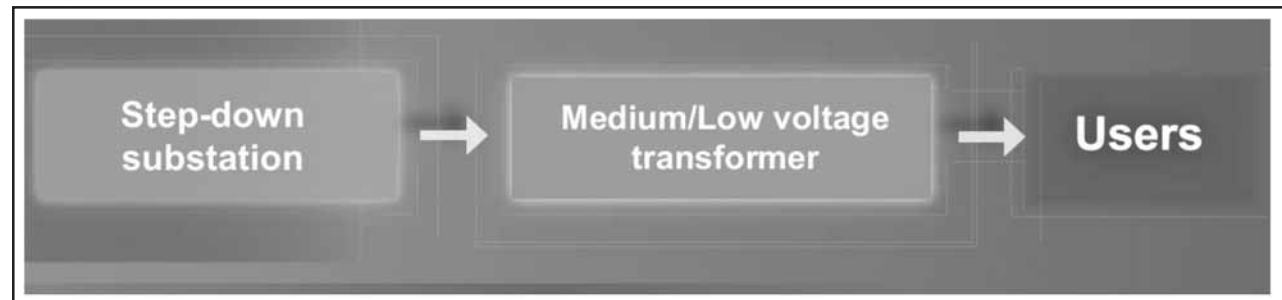 Step-down
substation
Medium/Low voltage
transformer
Users